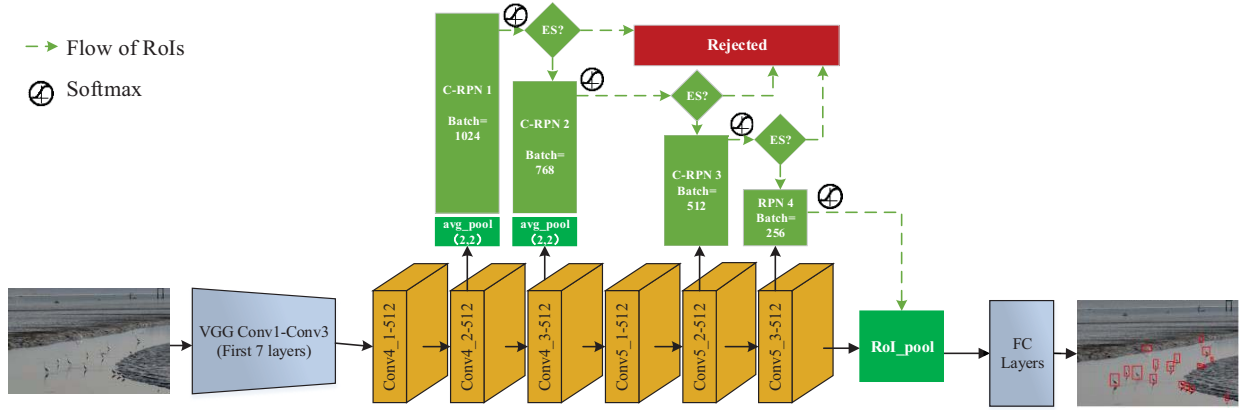 Flow of RoIs
Softmax
ES?
Rejected
C-RPN 1
Batch=
1024
C-RPN 2
Batch=
768
ES?
C-RPN 3
Batch=
512
ES?
RPN 4
Batch=
256
avg_pool
(2,2)
avg_pool
(2,2)
VGG Conv1-Conv3
(First 7 layers)
Conv4_1-512
Conv4_2-512
Conv4_3-512
Conv5_1-512
Conv5_2-512
Conv5_3-512
RoI_pool
FC
Layers